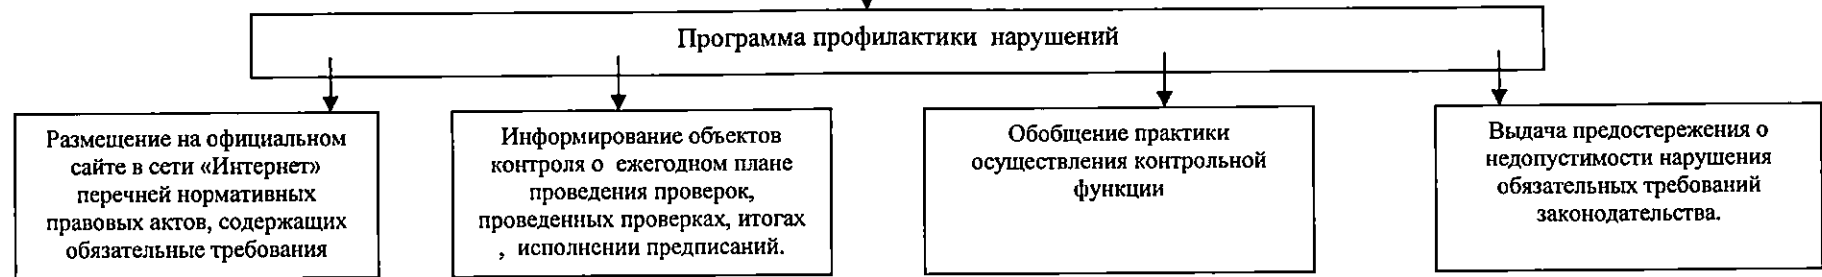 Программа профилактики нарушений
Размещение на официальном
сайте в сети «Интернет»
перечней нормативных
правовых актов, содержащих
обязательные требования
Информирование объектов
контроля о ежегодном плане
проведения проверок,
проведенных проверках, итогах
, исполнении предписаний.
Обобщение практики
осуществления контрольной
функции
Выдача предостережения о
недопустимости нарушения
обязательных требований
законодательства.